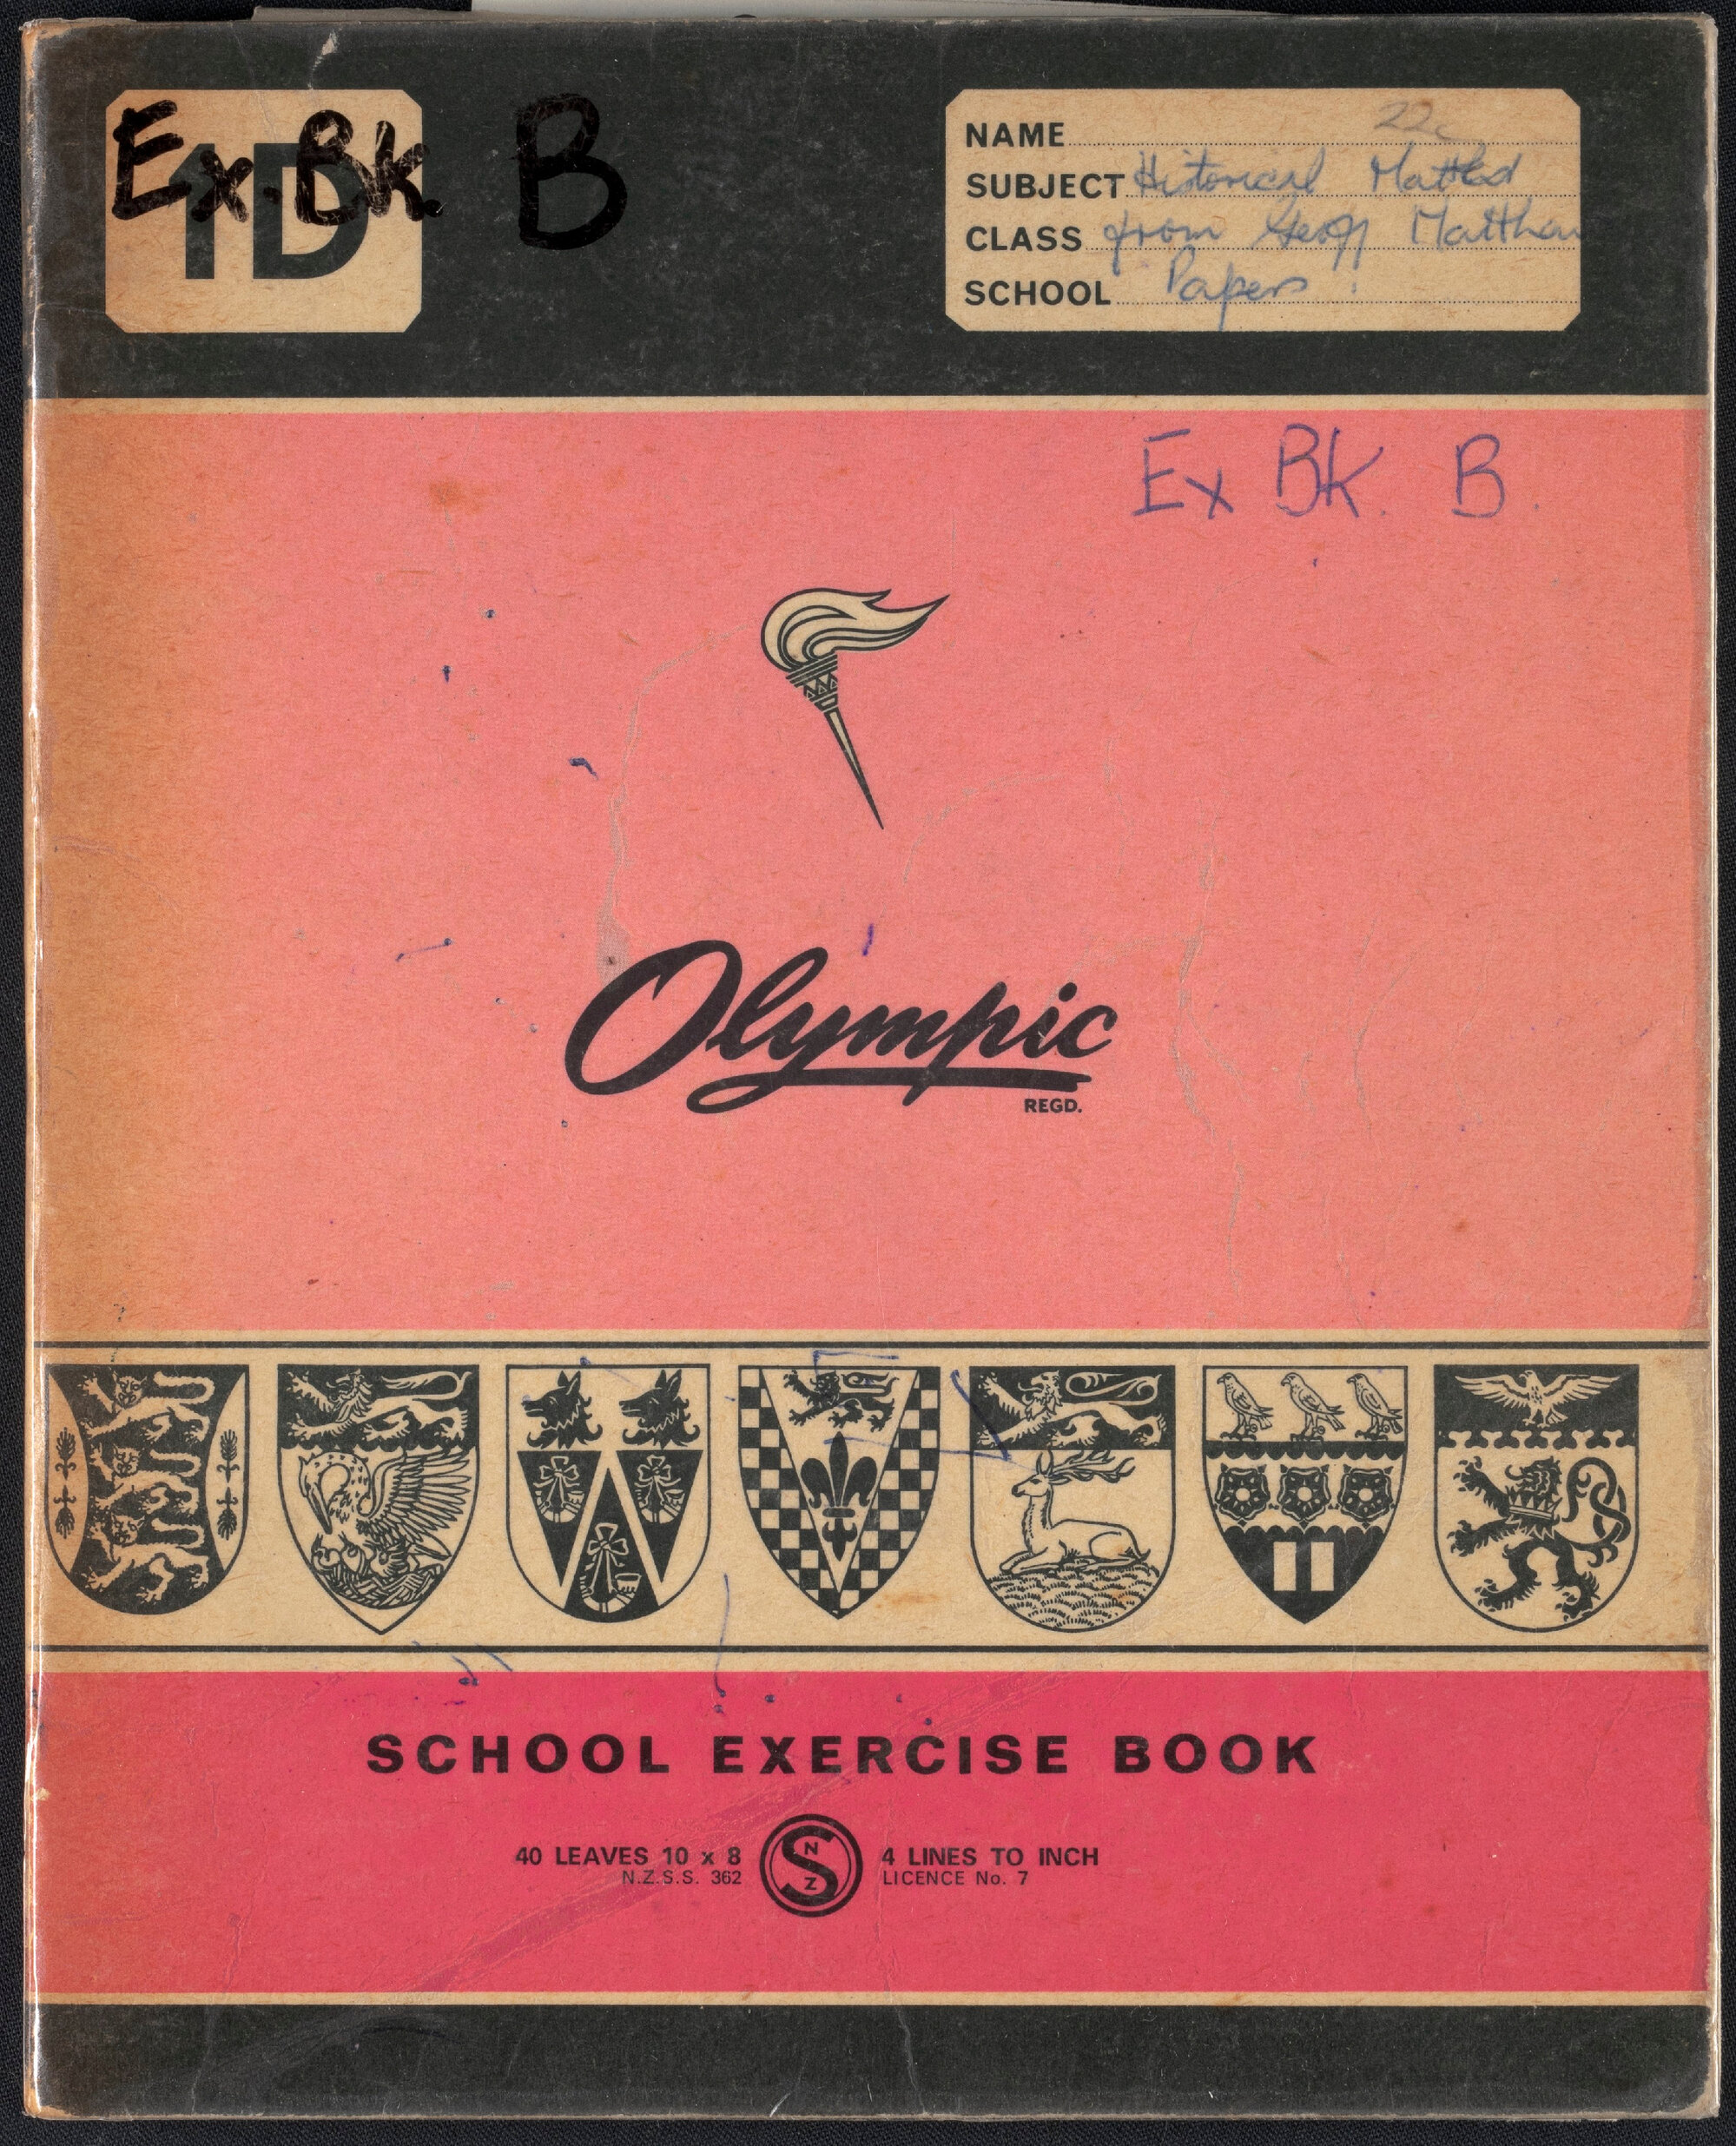 Ex. Bk. B
1D
NAME 22c
SUBJECT Historical
CLASS from Geoff Matthew
SCHOOL Papers.
Ex Bk. B.
Olympic
REGD.
SCHOOL EXERCISE BOOK
40 LEAVES 10 x 8 4 LINES TO INCH
N.Z.S.S. 362 LICENCE No. 7
NZS